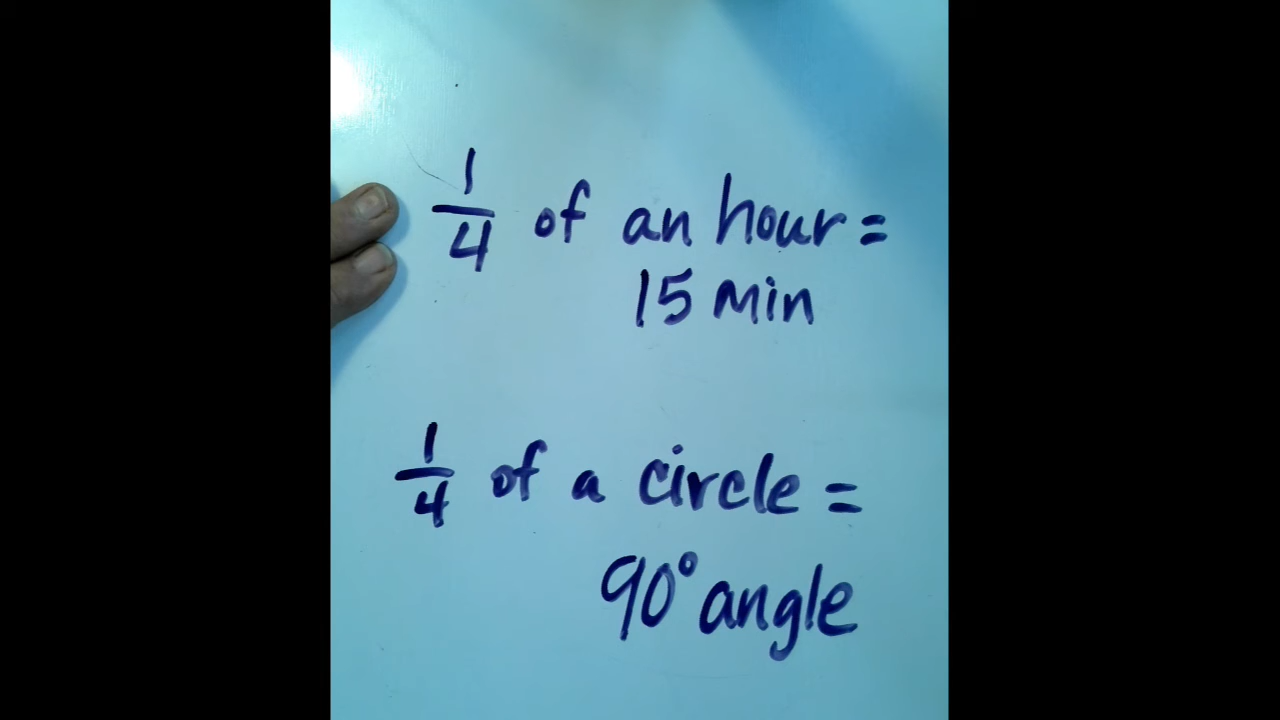 1/4 of an hour =
15 min
1/4 of a circle =
90° angle